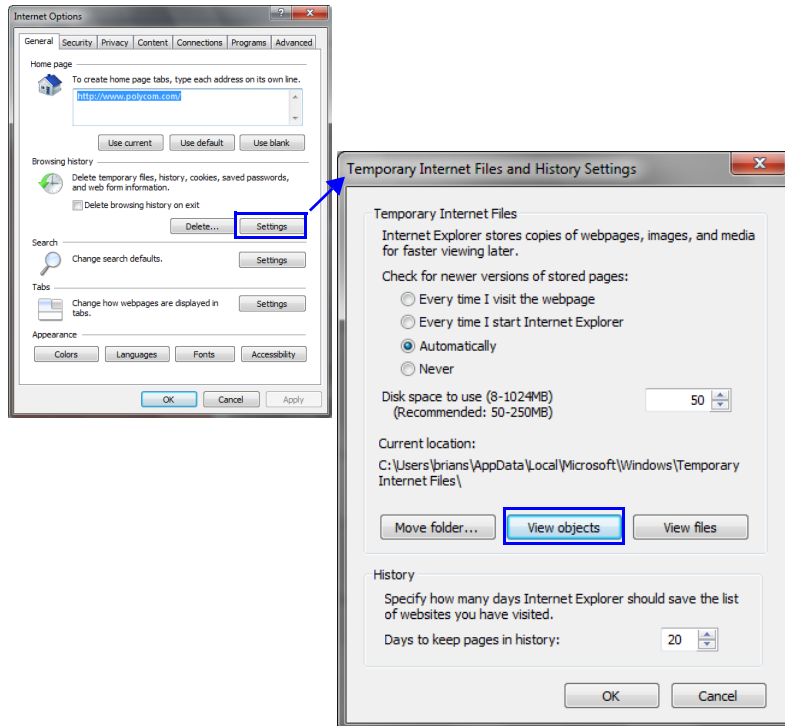 Internet Options
General Security Privacy Content Connections Programs Advanced
Home page
To create home page tabs, type each address on its own line.
http://www.polycom.com/
Use current Use default Use blank
Browsing history
Delete temporary files, history, cookies, saved passwords,
and web form information.
Delete browsing history on exit
Delete... Settings
Search
Change search defaults. Settings
Tabs
Change how webpages are displayed in
tabs.
Settings
Appearance
Colors Languages Fonts Accessibility
OK Cancel Apply
Temporary Internet Files and History Settings
Temporary Internet Files
Internet Explorer stores copies of webpages, images, and media
for faster viewing later.
Check for newer versions of stored pages:
Every time I visit the webpage
Every time I start Internet Explorer
Automatically
Never
Disk space to use (8-1024MB)
(Recommended: 50-250MB)
50
Current location:
C:\Users\brians\AppData\Local\Microsoft\Windows\Temporary
Internet Files\
Move folder... View objects View files
History
Specify how many days Internet Explorer should save the list
of websites you have visited.
Days to keep pages in history: 20
OK Cancel